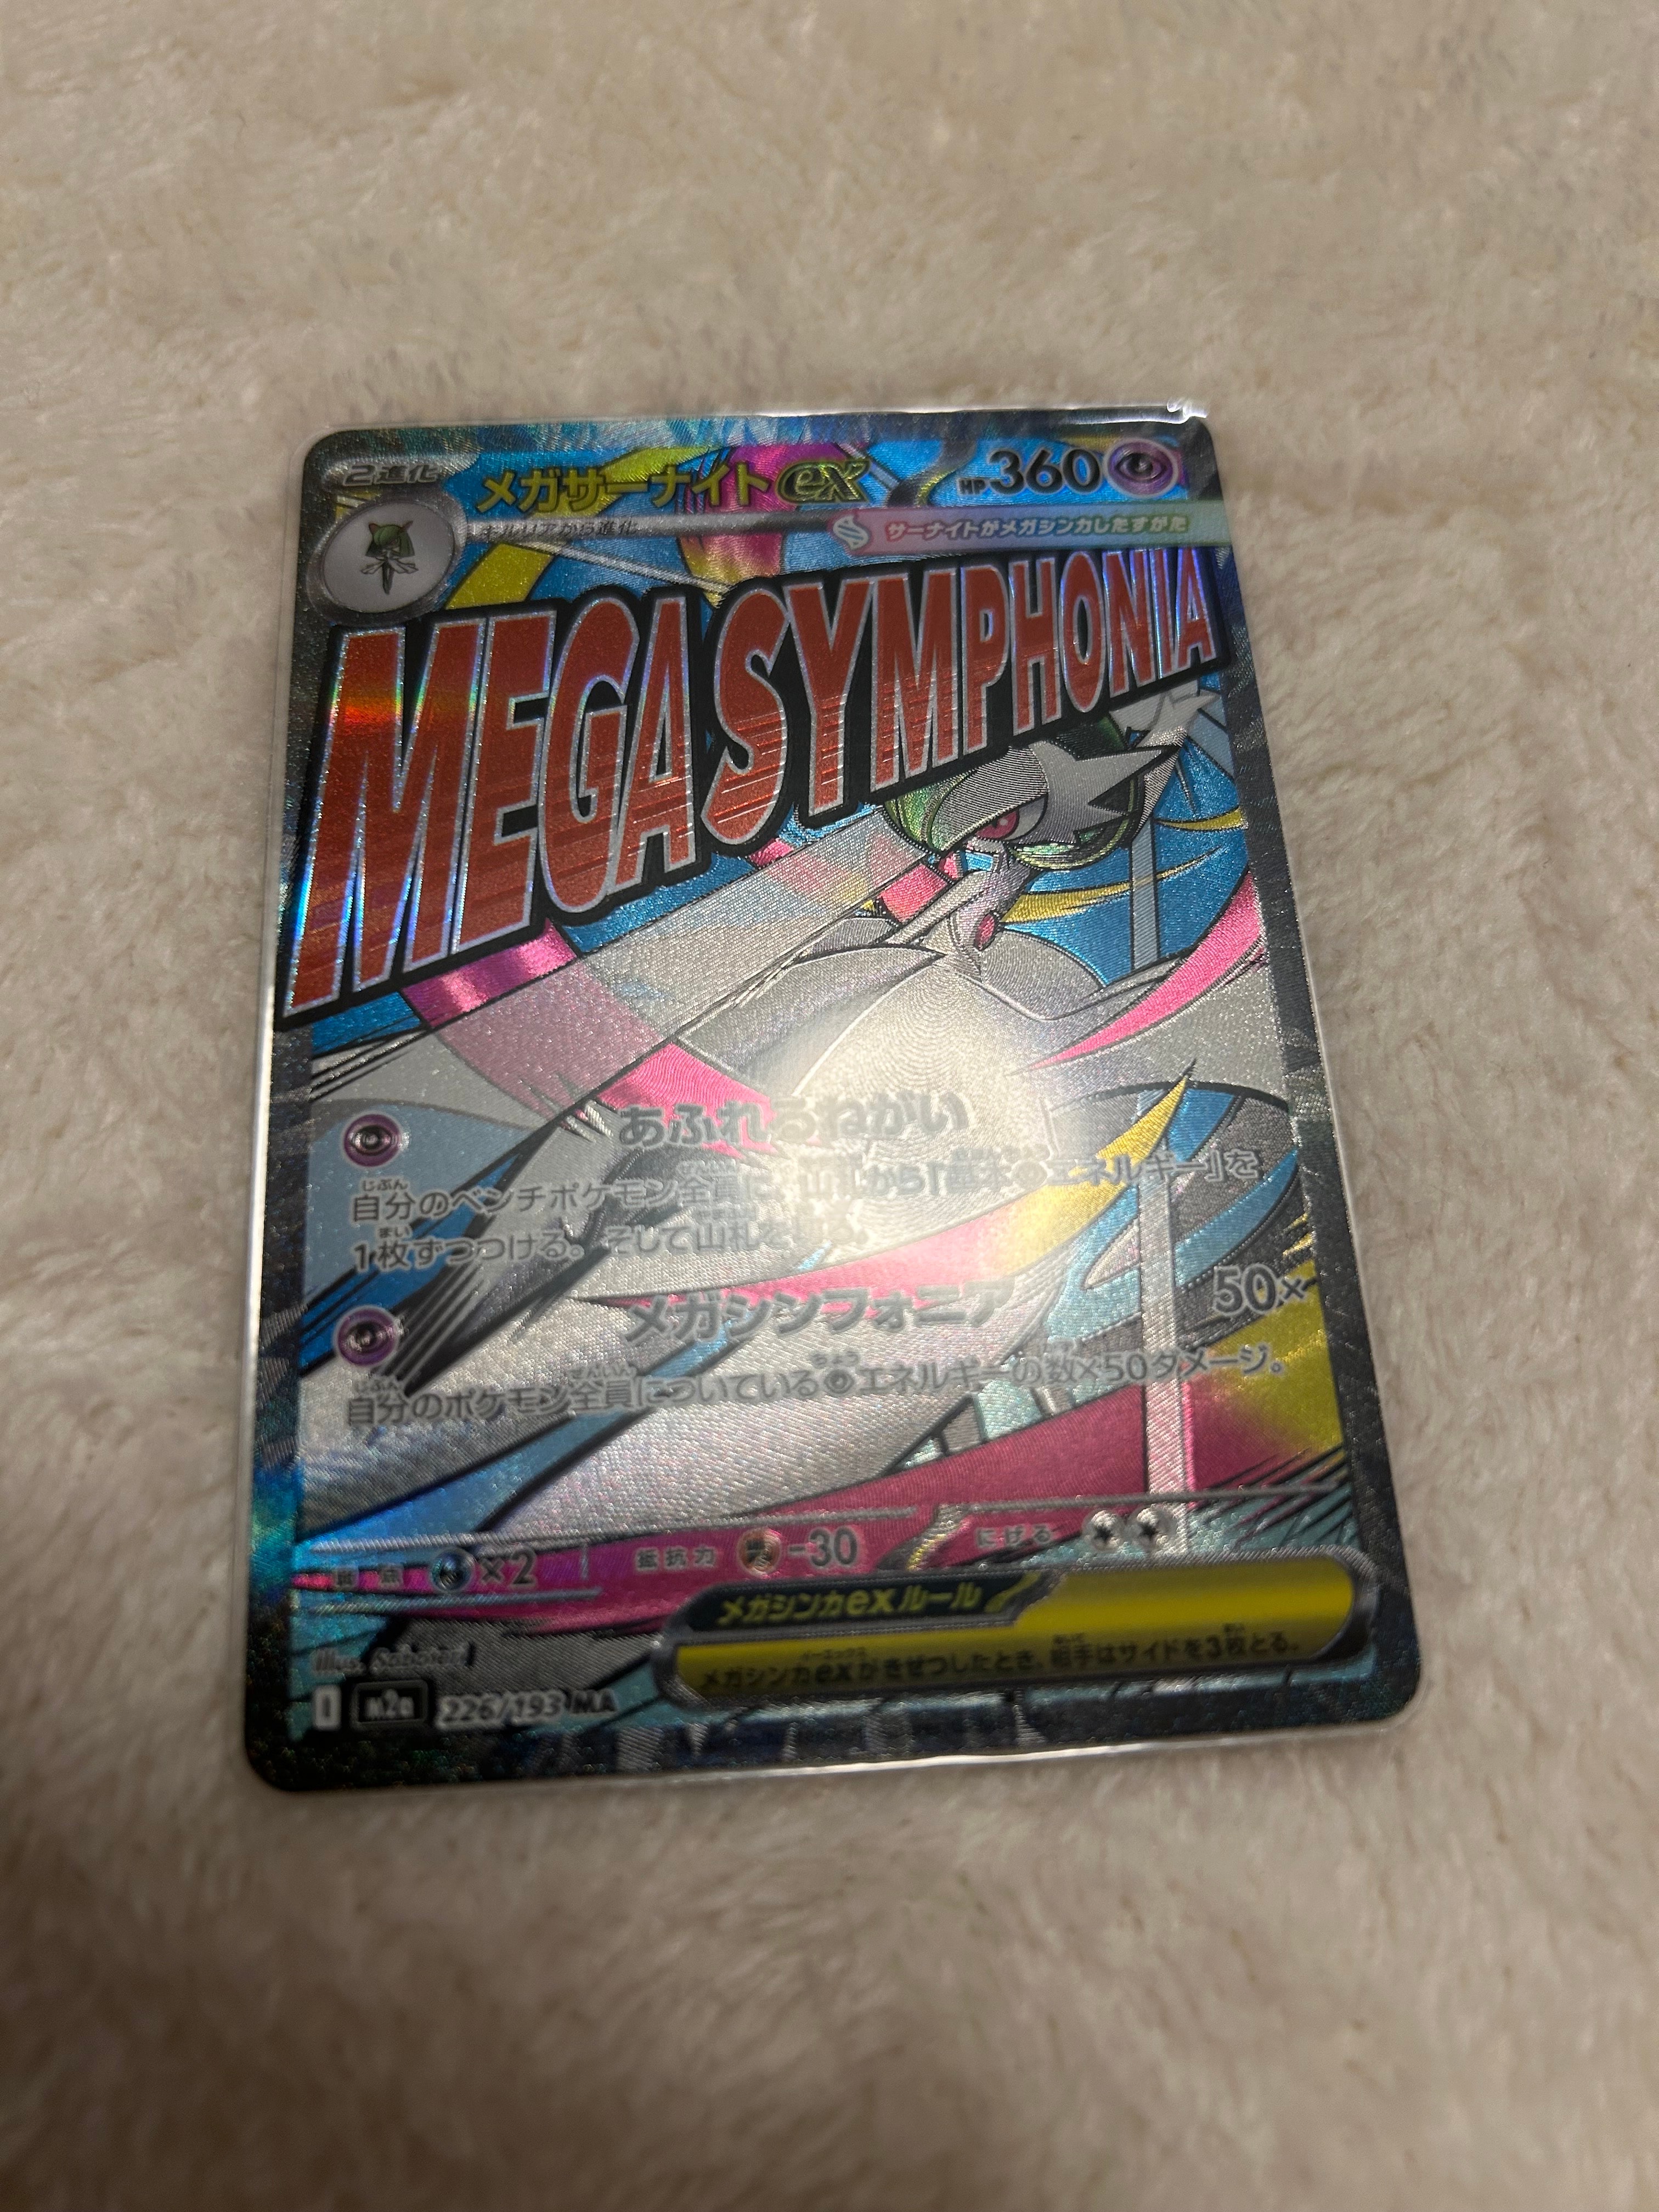 2進化
メガサーナイトex
HP360
キルリアから進化
サーナイトがメガシンカしたすがた
MEGA SYMPHONIA
あふれるねがい
自分のベンチポケモン全員に、山札から「基本エネルギー」を
1枚ずつつける。そして山札を切る。
メガシンフォニア 50×
自分のポケモン全員についているエネルギーの数×50ダメージ。
弱点 ×2 抵抗力 -30 にげる
メガシンカexルール
メガシンカexがきぜつしたとき、相手はサイドを3枚とる。
Illus.
I M2a 226/193 MA